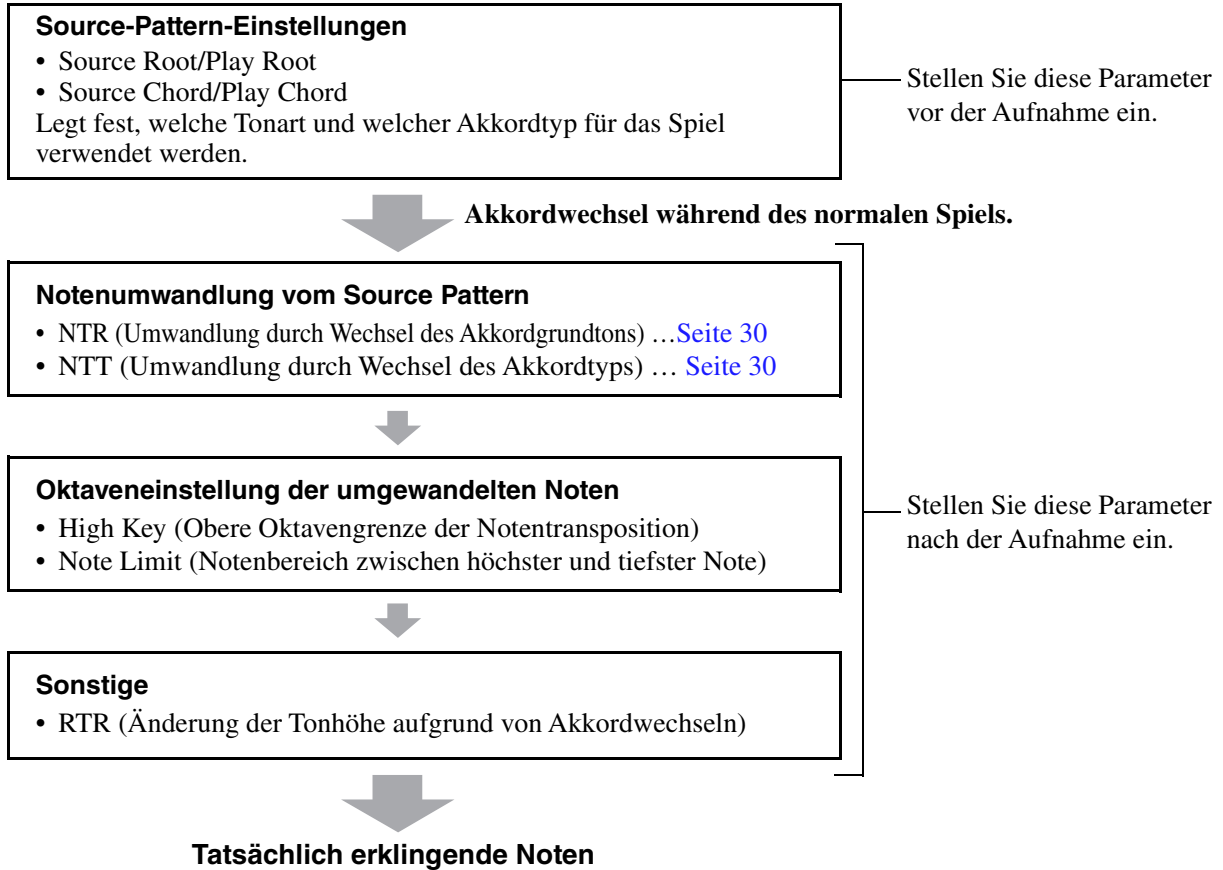 Source-Pattern-Einstellungen
• Source Root/Play Root
• Source Chord/Play Chord
Legt fest, welche Tonart und welcher Akkordtyp für das Spiel
verwendet werden.
Stellen Sie diese Parameter
vor der Aufnahme ein.
Akkordwechsel während des normalen Spiels.
Notenumwandlung vom Source Pattern
• NTR (Umwandlung durch Wechsel des Akkordgrundtons) …Seite 30
• NTT (Umwandlung durch Wechsel des Akkordtyps) … Seite 30
Oktaveneinstellung der umgewandelten Noten
• High Key (Obere Oktavengrenze der Notentransposition)
• Note Limit (Notenbereich zwischen höchster und tiefster Note)
Stellen Sie diese Parameter
nach der Aufnahme ein.
Sonstige
• RTR (Änderung der Tonhöhe aufgrund von Akkordwechseln)
Tatsächlich erklingende Noten